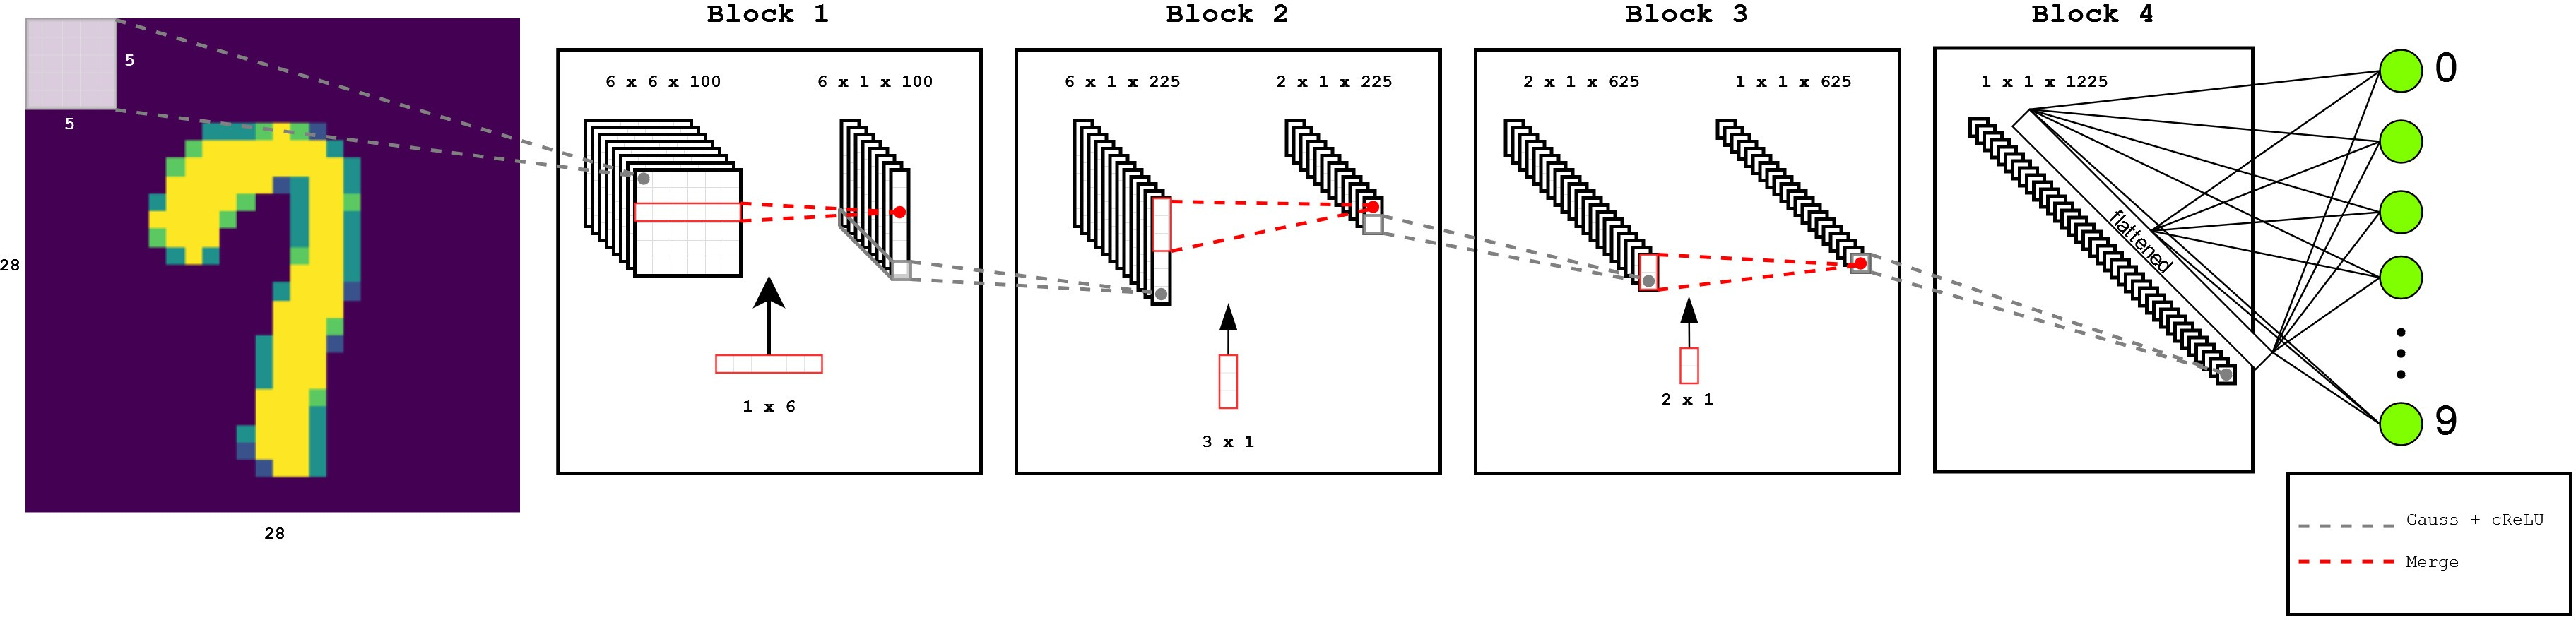 Block 1
Block 2
Block 3
Block 4
5
5
28
28
6 x 6 x 100
6 x 1 x 100
1 x 6
6 x 1 x 225
2 x 1 x 225
3 x 1
2 x 1 x 625
1 x 1 x 625
2 x 1
1 x 1 x 1225
flattened
0
9
Gauss + cReLU
Merge